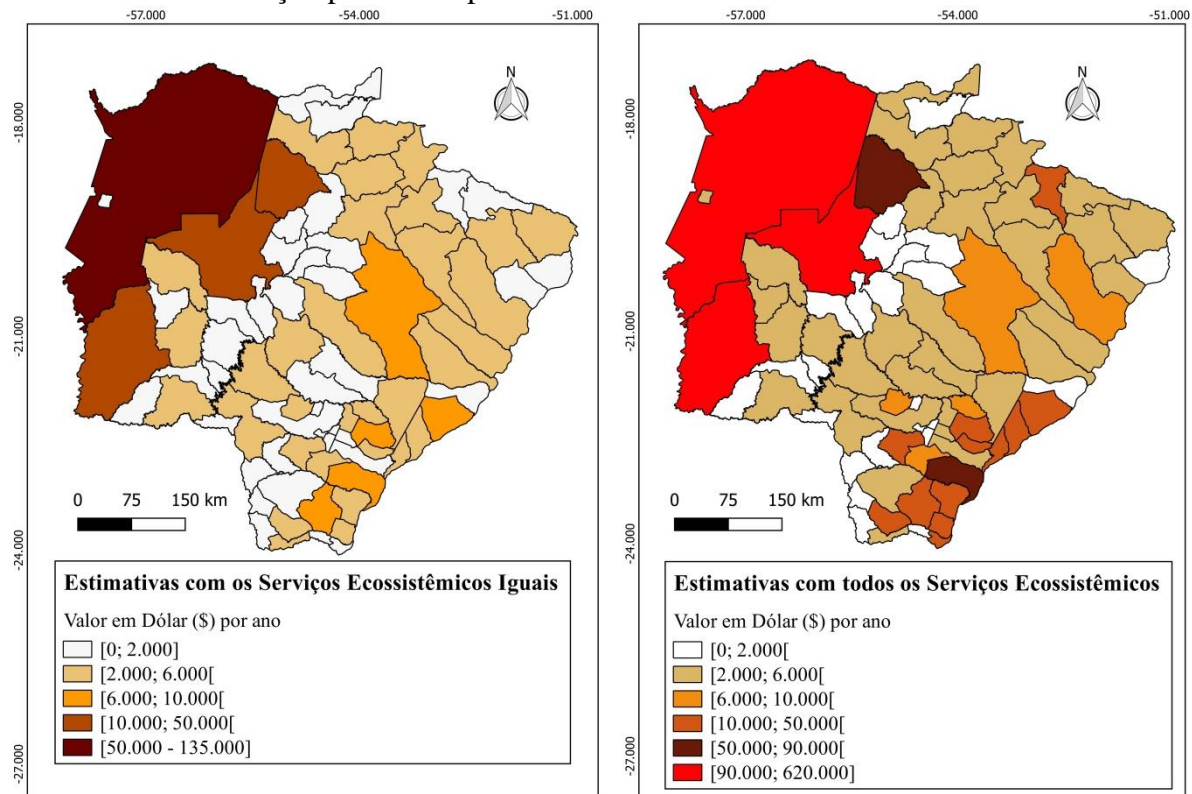 -57.000
-54.000
-51.000
-18.000
-21.000
-24.000
-27.000
N
0 75 150 km
Estimativas com os Serviços Ecossistêmicos Iguais
Valor em Dólar ($) por ano
[0; 2.000]
[2.000; 6.000[
[6.000; 10.000[
[10.000; 50.000[
[50.000 - 135.000]
-57.000
-54.000
-51.000
-18.000
-21.000
-24.000
-27.000
N
0 75 150 km
Estimativas com todos os Serviços Ecossistêmicos
Valor em Dólar ($) por ano
[0; 2.000[
[2.000; 6.000[
[6.000; 10.000[
[10.000; 50.000[
[50.000; 90.000[
[90.000; 620.000]